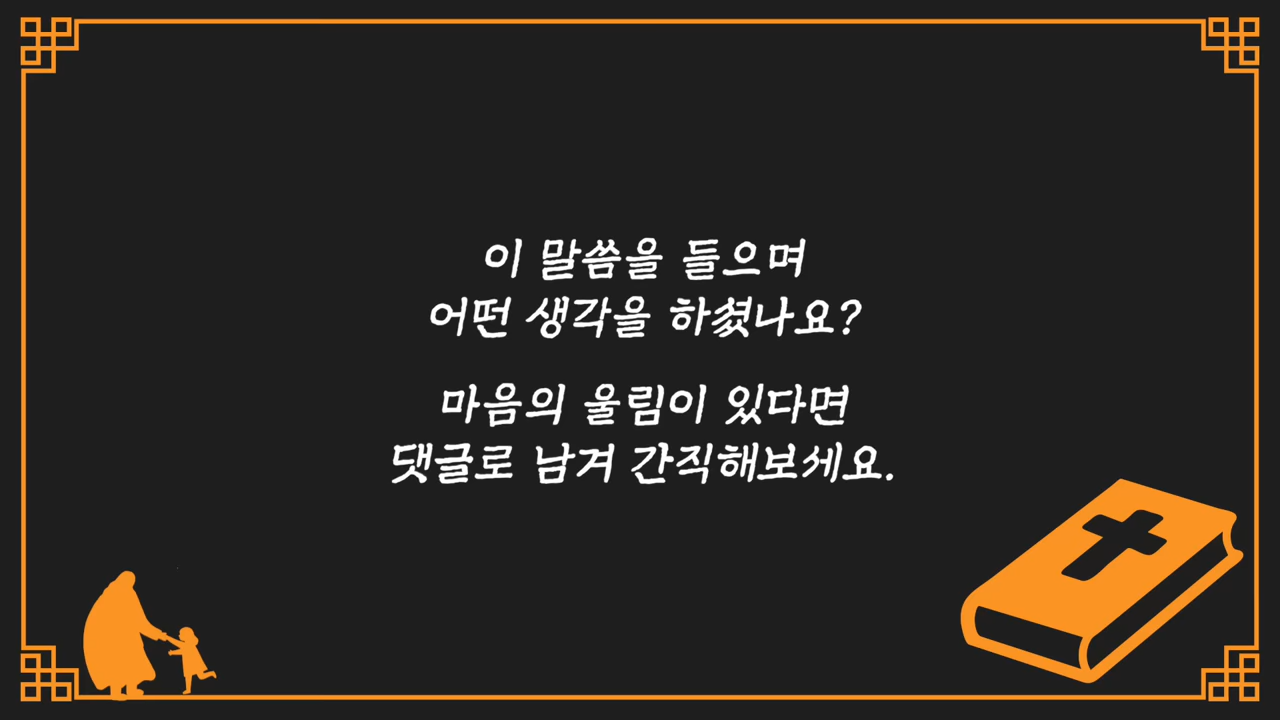 이 말씀을 들으며
어떤 생각을 하셨나요?
마음의 울림이 있다면
댓글로 남겨 간직해보세요.